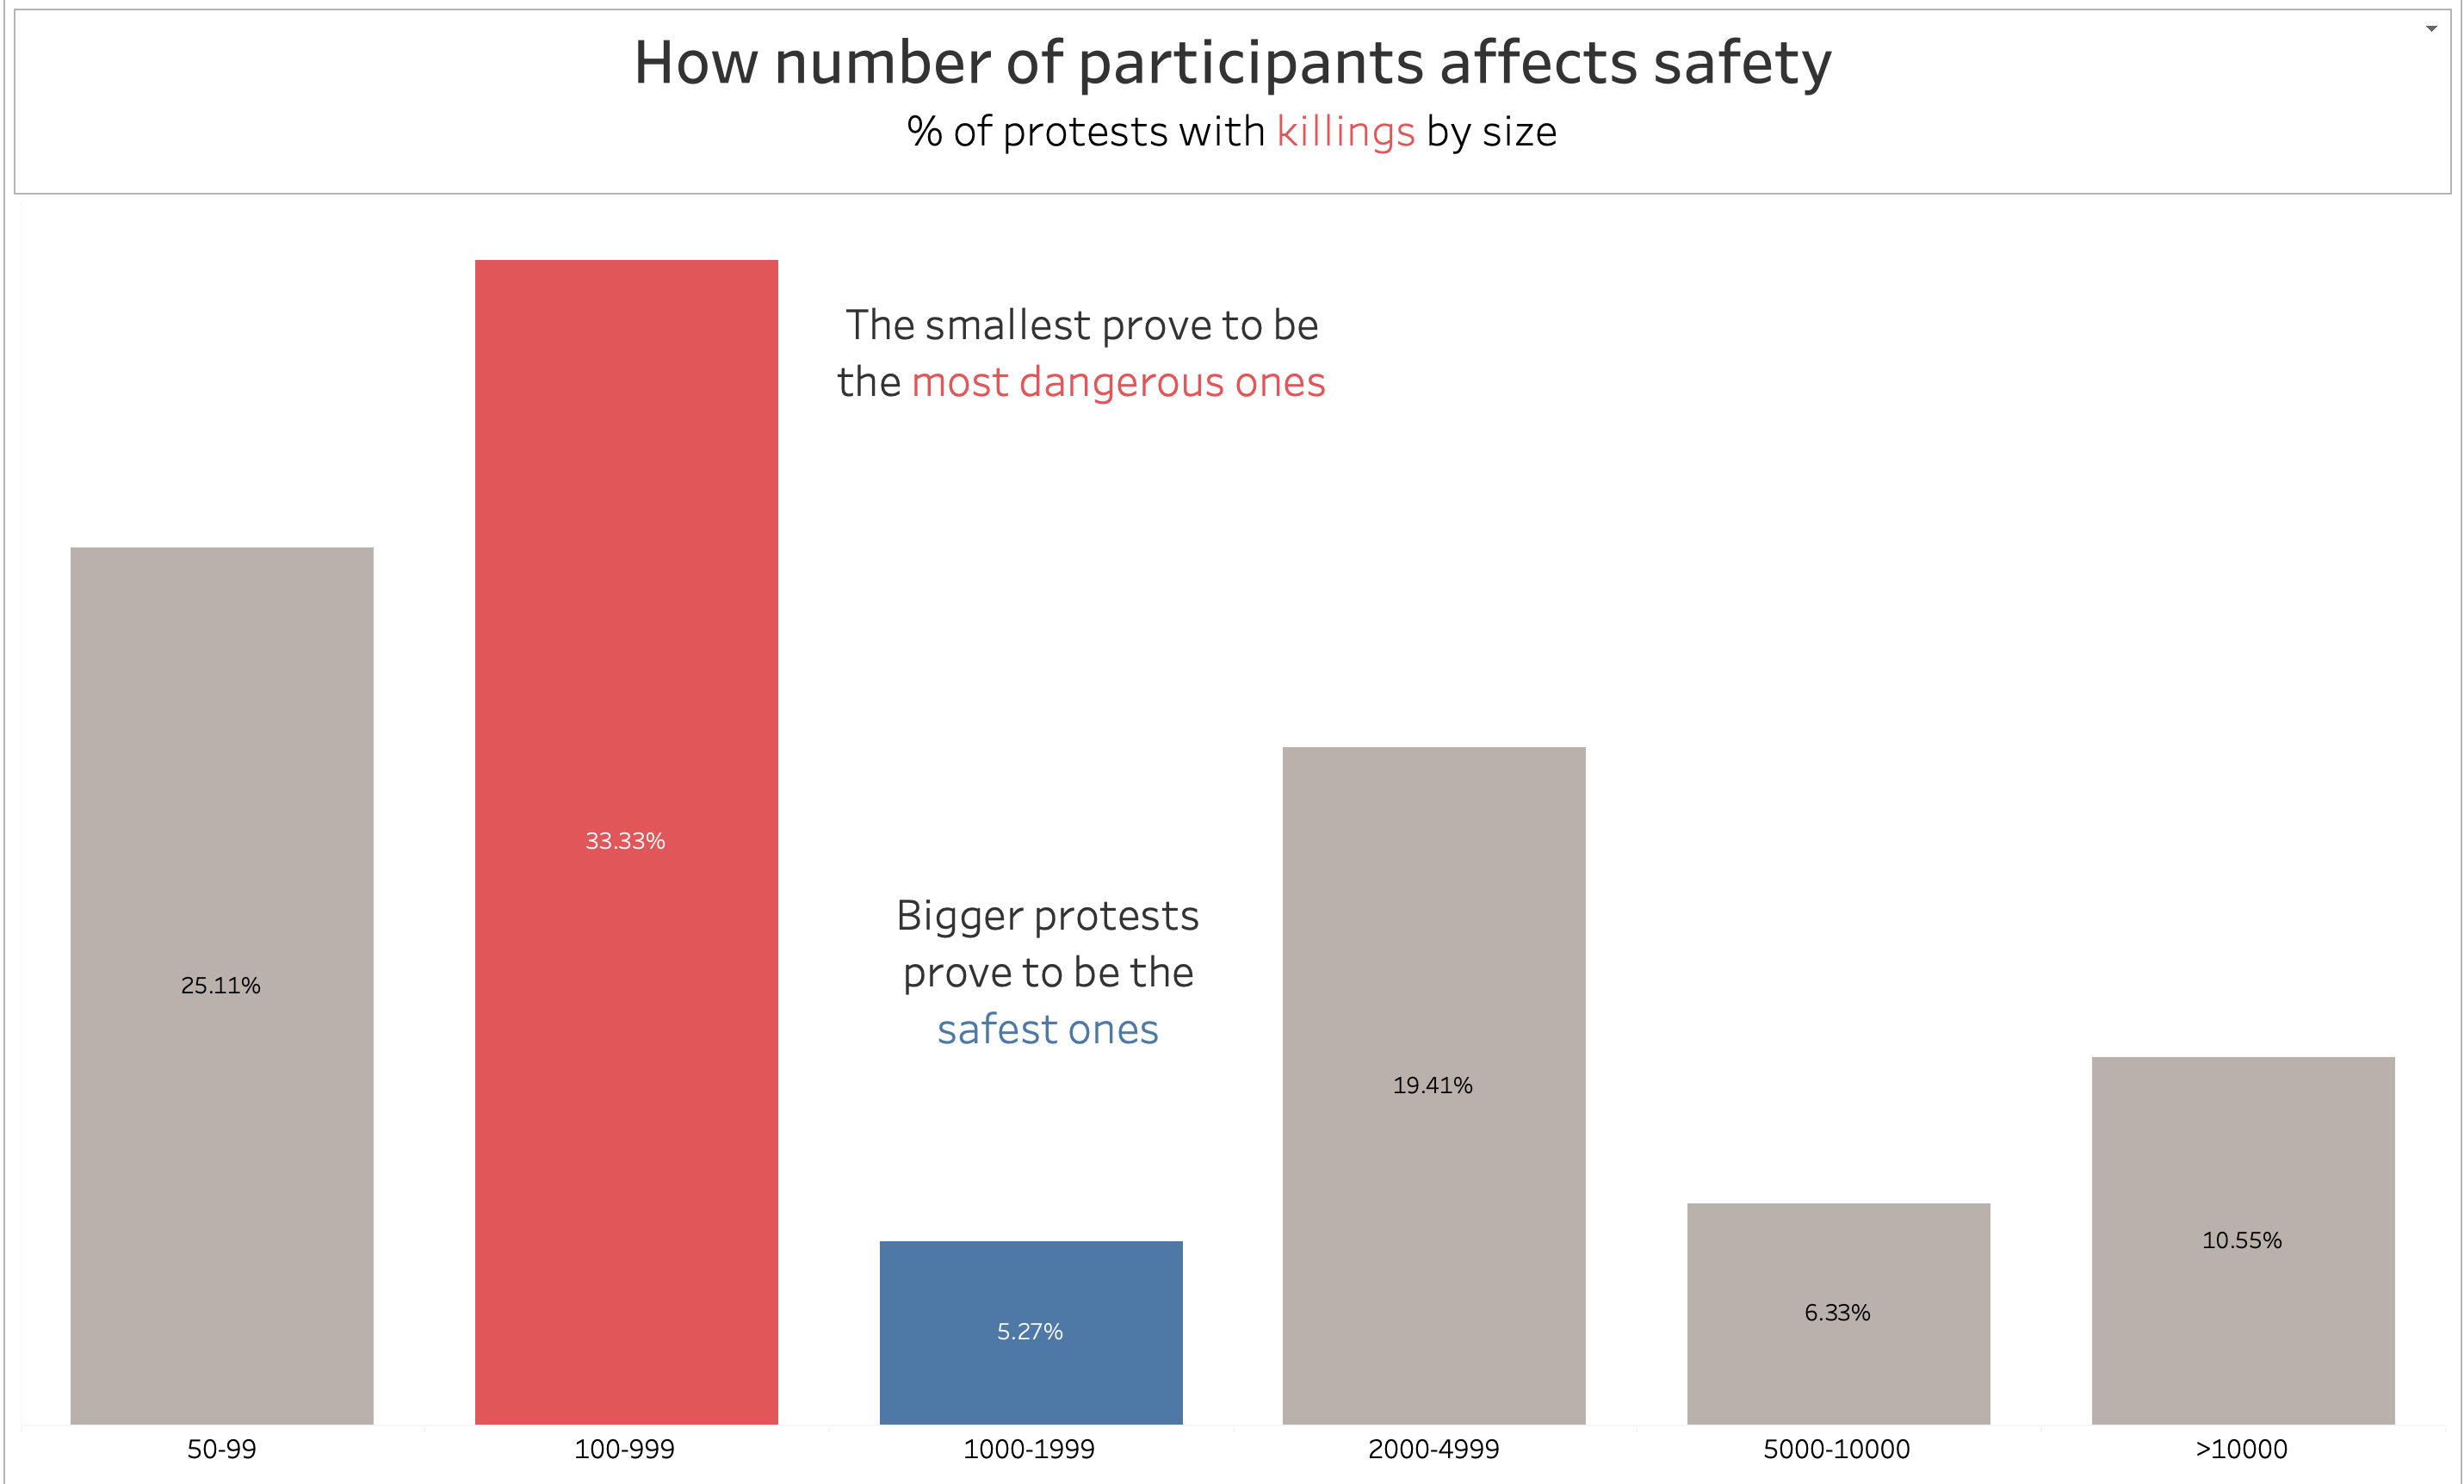 How number of participants affects safety
% of protests with killings by size
The smallest prove to be
the most dangerous ones
33.33%
25.11%
Bigger protests
prove to be the
safest ones
19.41%
10.55%
6.33%
5.27%
50-99
100-999
1000-1999
2000-4999
5000-10000
>10000